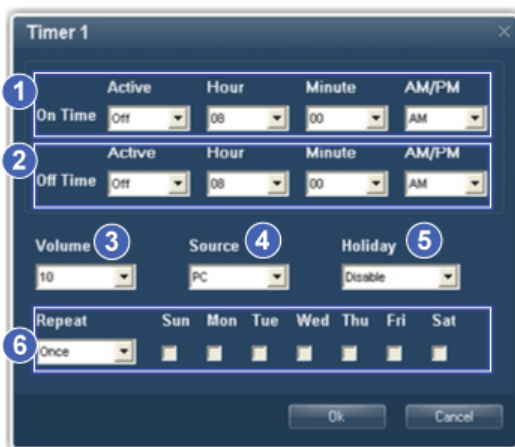 Timer 1
Active Hour Minute AM/PM
1
On Time Off 08 00 AM
Active Hour Minute AM/PM
2
Off Time Off 08 00 AM
Volume 3 Source 4 Holiday 5
10 PC Disable
Repeat Sun Mon Tue Wed Thu Fri Sat
6
Once
Ok Cancel